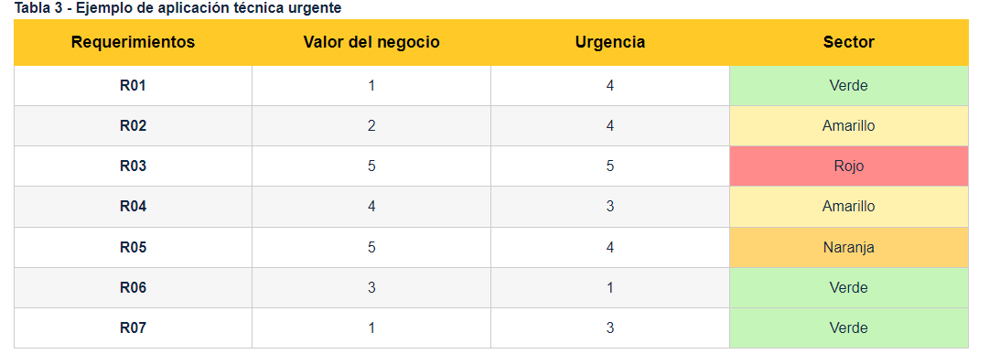 Tabla 3 - Ejemplo de aplicación técnica urgente
Requerimientos Valor del negocio Urgencia Sector
R01 1 4 Verde
R02 2 4 Amarillo
R03 5 5 Rojo
R04 4 3 Amarillo
R05 5 4 Naranja
R06 3 1 Verde
R07 1 3 Verde